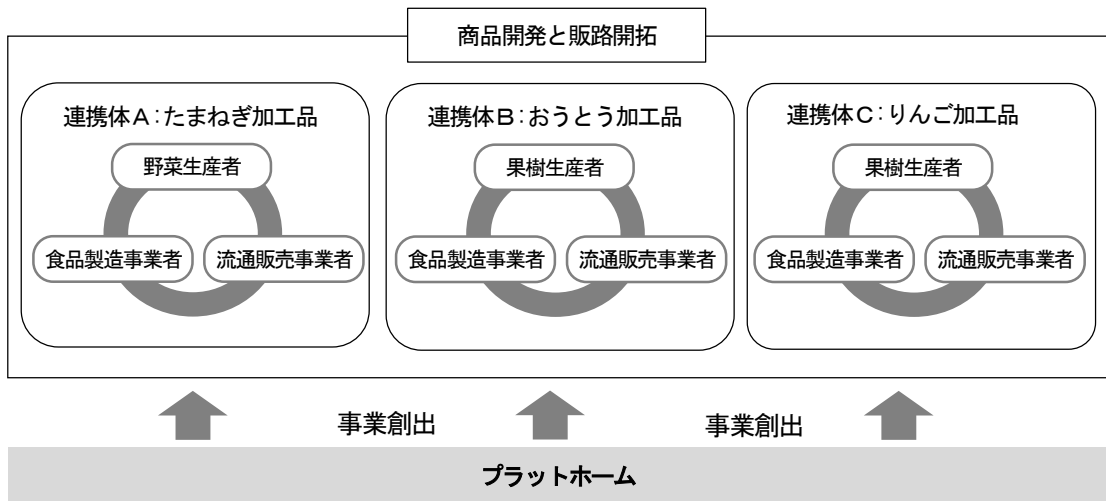 商品開発と販路開拓
連携体A：たまねぎ加工品
野菜生産者
食品製造事業者
流通販売事業者
連携体B：おうとう加工品
果樹生産者
食品製造事業者
流通販売事業者
連携体C：りんご加工品
果樹生産者
食品製造事業者
流通販売事業者
事業創出
事業創出
プラットホーム